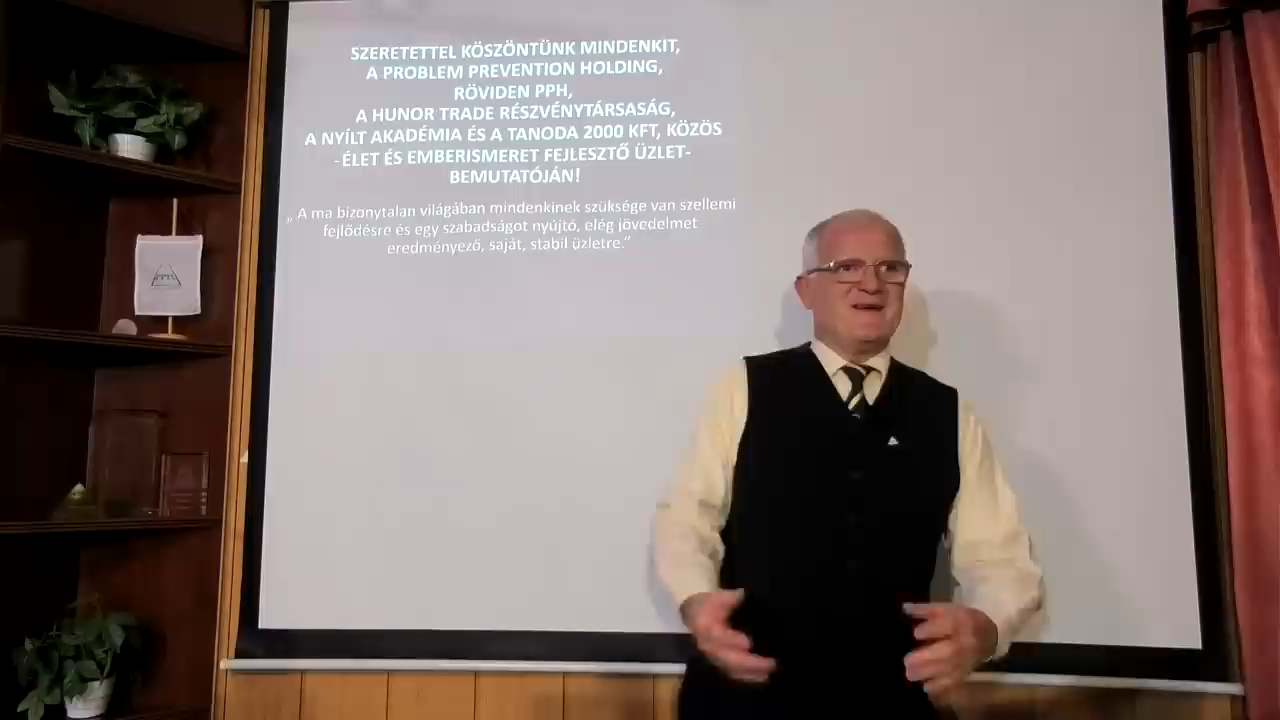 SZERETETTEL KÖSZÖNTÜNK MINDENKIT,
A PROBLEM PREVENTION HOLDING,
RÖVIDEN PPH,
A HUNOR TRADE RÉSZVÉNYTÁRSASÁG,
A NYÍLT AKADÉMIA ÉS A TANODA 2000 KFT, KÖZÖS
-ÉLET ÉS EMBERISMERET FEJLESZTŐ ÜZLET-
BEMUTATÓJÁN!
„ A ma bizonytalan világában mindenkinek szüksége van szellemi
fejlődésre és egy szabadságot nyújtó, elég jövedelmet
eredményező, saját, stabil üzletre.”